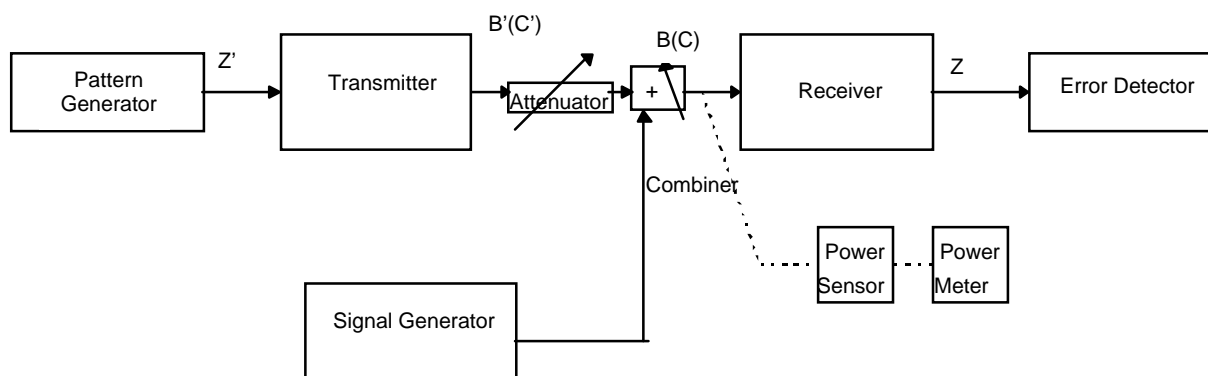 B'(C')
B(C)
Z'
Z
Pattern
Generator
Transmitter
Attenuator
+
Receiver
Error Detector
Combiner
Power
Sensor
Power
Meter
Signal Generator